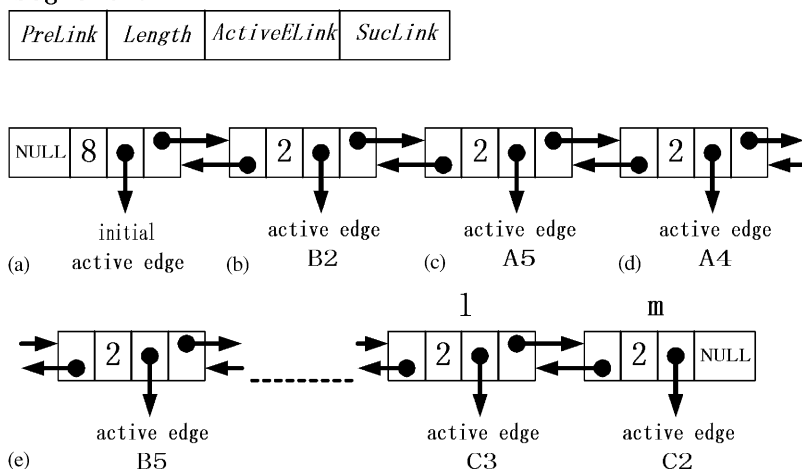 PreLink Length ActiveELink SucLink
NULL 8 2 2 2
initial active edge active edge active edge
(a) active edge (b) B2 (c) A5 (d) A4
l m
2 2 2 NULL
active edge active edge active edge
(e) B5 C3 C2